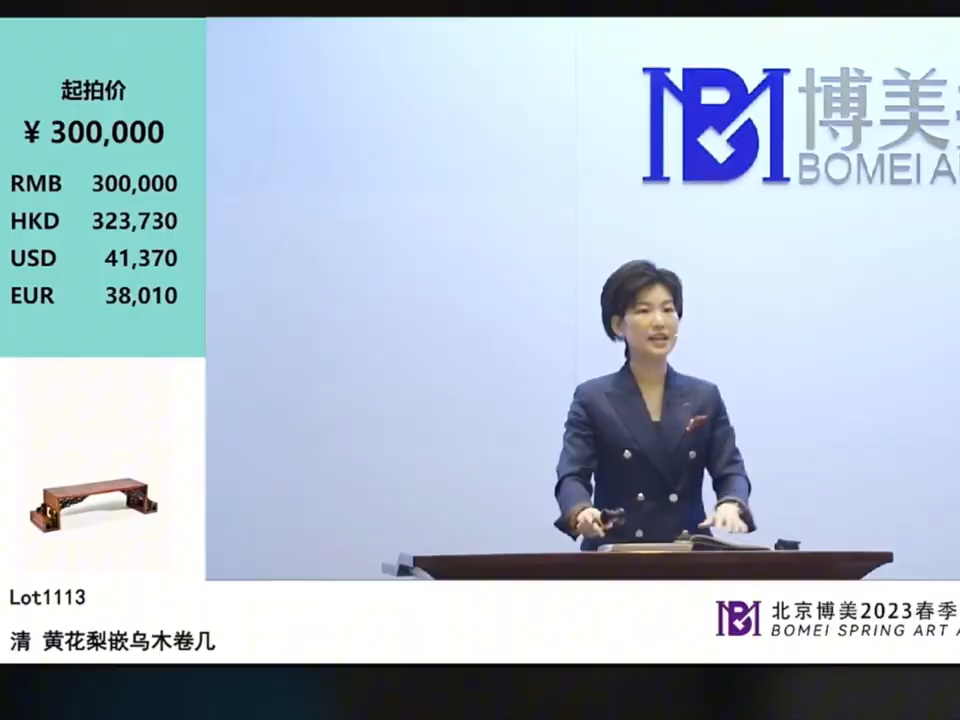 起拍价
¥ 300,000
RMB 300,000
HKD 323,730
USD 41,370
EUR 38,010
博美
BOMEI A
Lot1113
清 黄花梨嵌乌木卷几
北京博美2023春季
BOMEI SPRING ART A